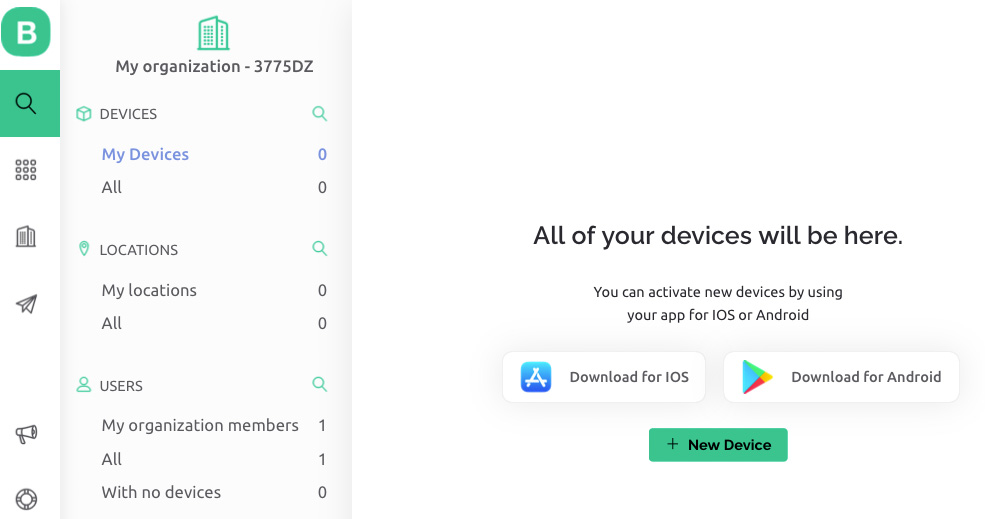 B
My organization - 3775DZ
DEVICES
My Devices 0
All 0
LOCATIONS
My locations 0
All 0
USERS
My organization members 1
All 1
With no devices 0
All of your devices will be here.
You can activate new devices by using
your app for IOS or Android
Download for IOS
Download for Android
+ New Device